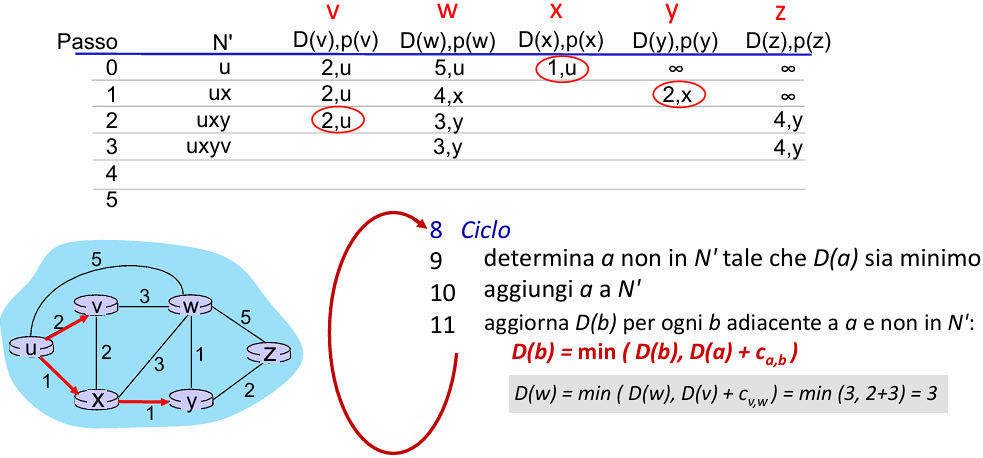 v w x y z
Passo N' D(v),p(v) D(w),p(w) D(x),p(x) D(y),p(y) D(z),p(z)
0 u 2,u 5,u 1,u ∞ ∞
1 ux 2,u 4,x 2,x ∞
2 uxy 2,u 3,y 4,y
3 uxyv 3,y 4,y
4
5
8 Ciclo
9 determina a non in N' tale che D(a) sia minimo
10 aggiungi a a N'
11 aggiorna D(b) per ogni b adiacente a a e non in N':
D(b) = min ( D(b), D(a) + ca,b )
D(w) = min ( D(w), D(v) + cv,w ) = min (3, 2+3) = 3
5
v 3 w
2 5
u 2 3 1 z
1 2
x 1 y